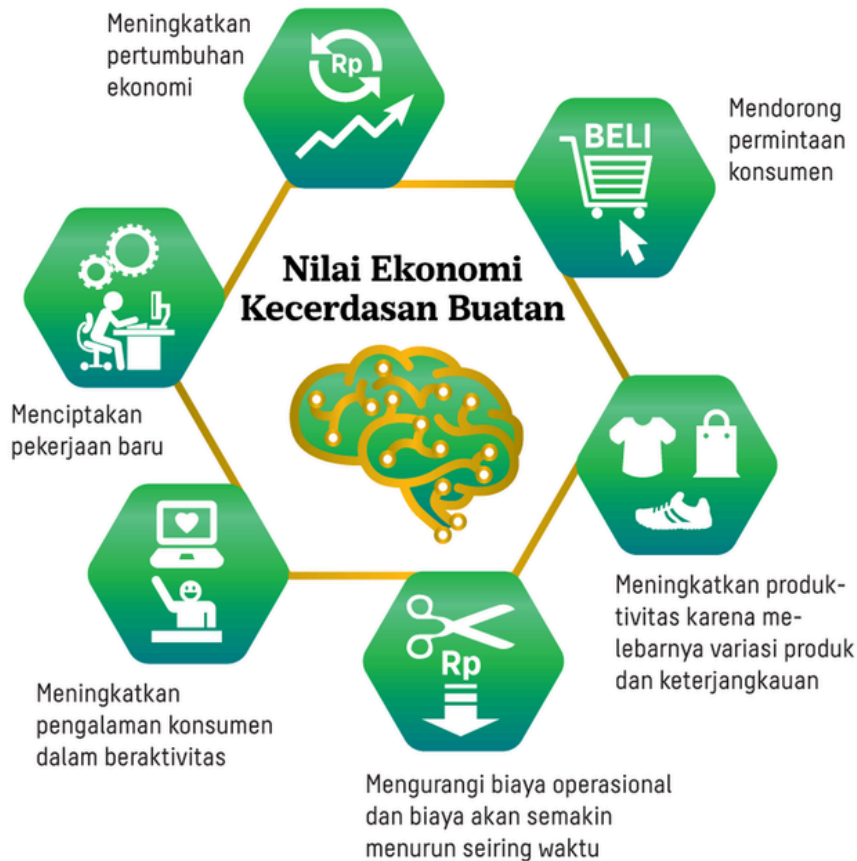 Meningkatkan
pertumbuhan
ekonomi
Rp
BELI
Mendorong
permintaan
konsumen
Nilai Ekonomi
Kecerdasan Buatan
Menciptakan
pekerjaan baru
Meningkatkan produk-
tivitas karena me-
lebarnya variasi produk
dan keterjangkauan
Rp
Meningkatkan
pengalaman konsumen
dalam beraktivitas
Mengurangi biaya operasional
dan biaya akan semakin
menurun seiring waktu